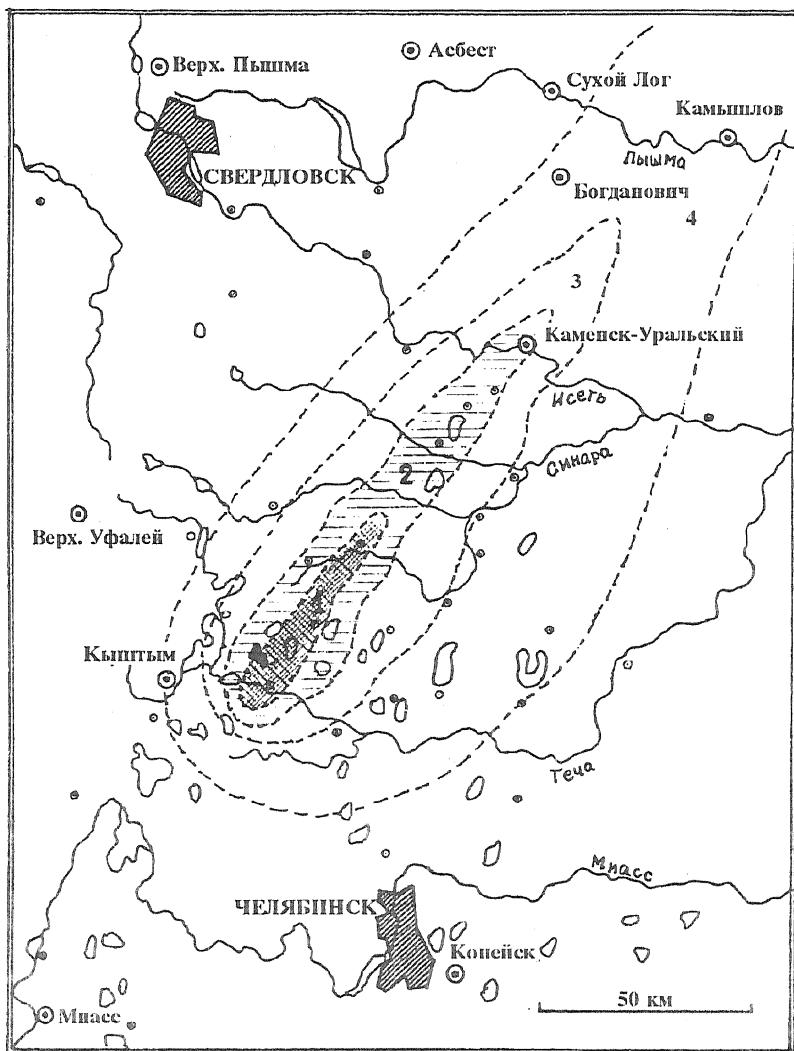 Асбест
Верх. Пышма
Сухой Лог
Камышлов
Пышма
СВЕРДЛОВСК
Богданович
4
3
Каменск-Уральский
Исеть
Синара
2
Верх. Уфалей
1
Кыштым
Теча
Миасс
ЧЕЛЯБИНСК
Копейск
50 км
Миасс